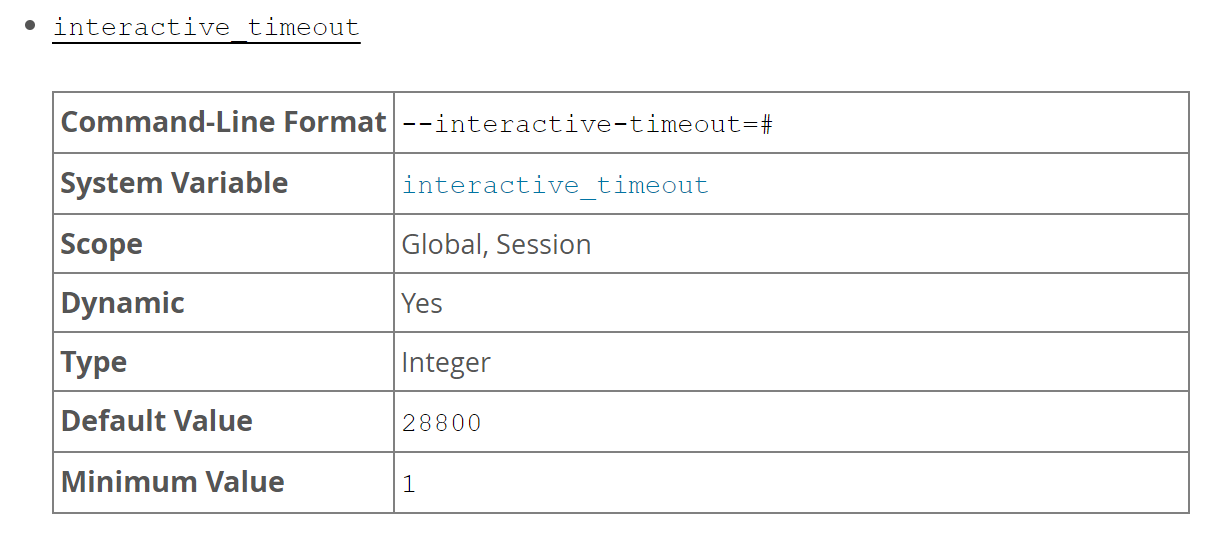 interactive_timeout
Command-Line Format --interactive-timeout=#
System Variable interactive_timeout
Scope Global, Session
Dynamic Yes
Type Integer
Default Value 28800
Minimum Value 1